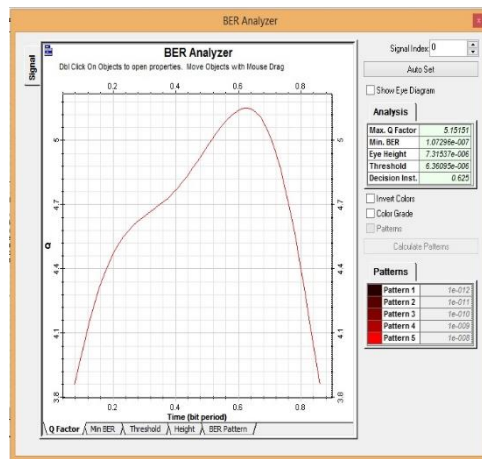 BER Analyzer
Signal Index: 0
Auto Set
Show Eye Diagram
Analysis
Max. Q Factor 5.15151
Min. BER 1.07296e-007
Eye Height 7.31537e-006
Threshold 6.36095e-006
Decision Inst. 0.625
Invert Colors
Color Grade
Patterns
Calculate Patterns
Patterns
Pattern 1 1e-012
Pattern 2 1e-011
Pattern 3 1e-010
Pattern 4 1e-009
Pattern 5 1e-008
Signal
BER Analyzer
Dbl Click On Objects to open properties. Move Objects with Mouse Drag
0.2 0.4 0.6 0.8
5 5
4.7 4.7
4.4 4.4
Q
4.1 4.1
3.8 3.8
0.2 0.4 0.6 0.8
Time (bit period)
Q Factor Min BER Threshold Height BER Pattern